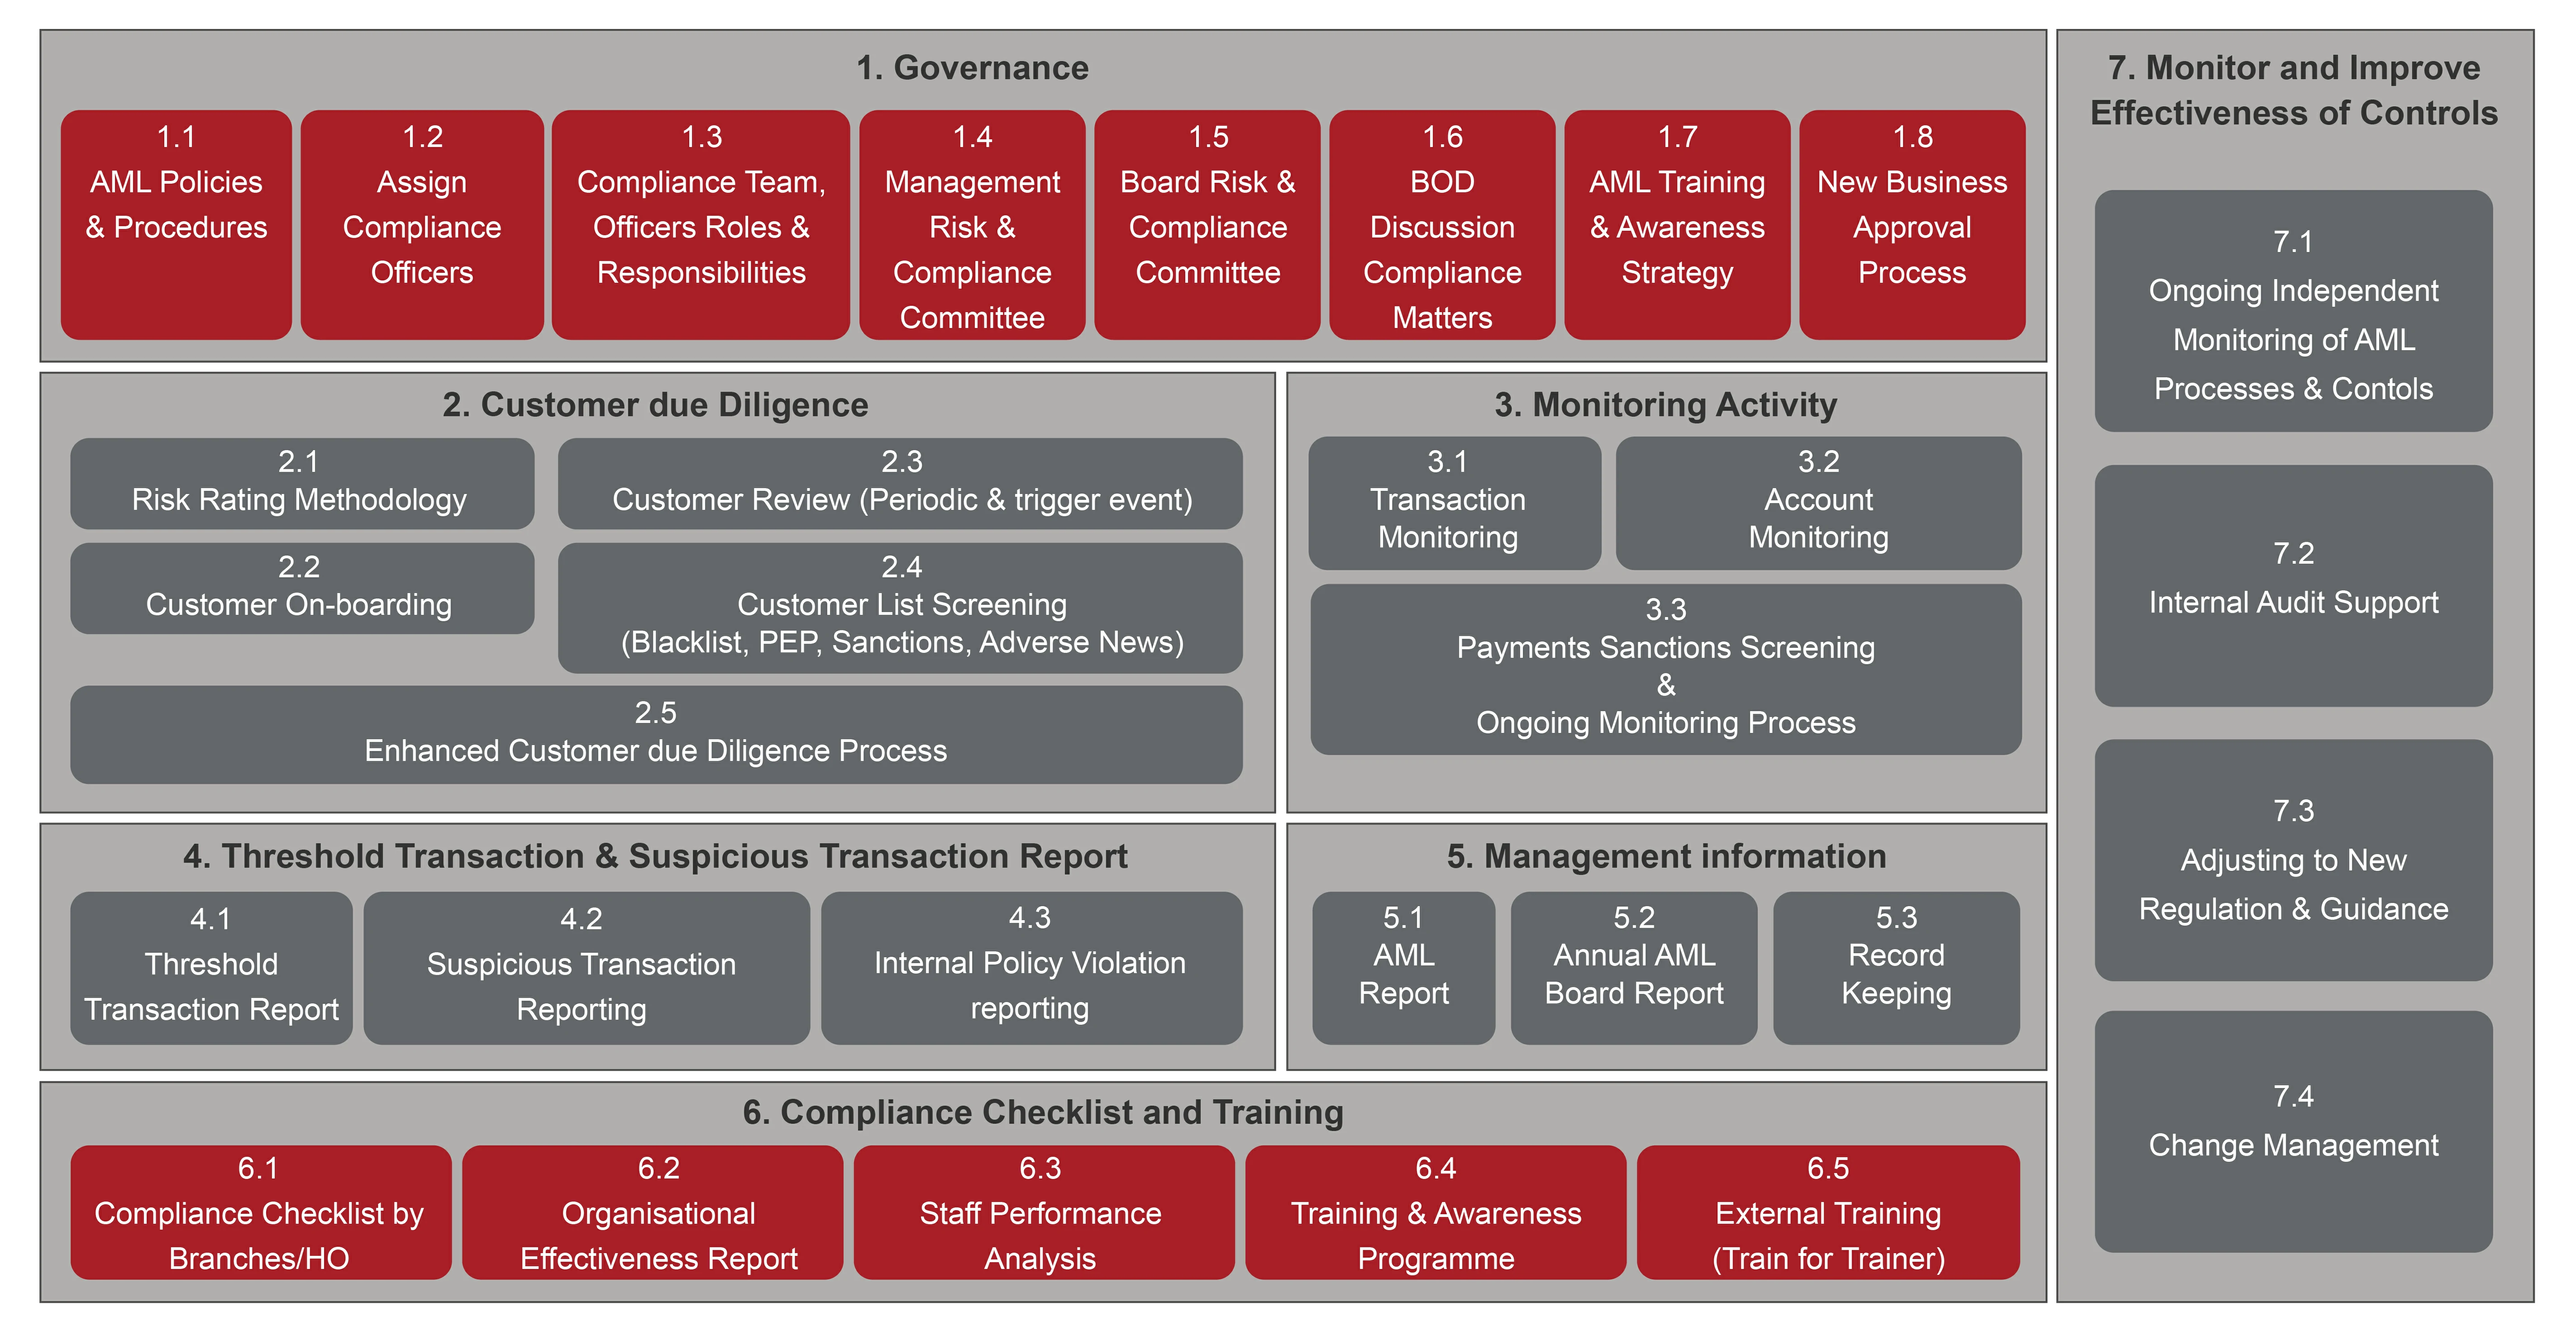 1. Governance
1.1
AML Policies
& Procedures
1.2
Assign
Compliance
Officers
1.3
Compliance Team,
Officers Roles &
Responsibilities
1.4
Management
Risk &
Compliance
Committee
1.5
Board Risk &
Compliance
Committee
1.6
BOD
Discussion
Compliance
Matters
1.7
AML Training
& Awareness
Strategy
1.8
New Business
Approval
Process
2. Customer due Diligence
2.1
Risk Rating Methodology
2.2
Customer On-boarding
2.3
Customer Review (Periodic & trigger event)
2.4
Customer List Screening
(Blacklist, PEP, Sanctions, Adverse News)
2.5
Enhanced Customer due Diligence Process
3. Monitoring Activity
3.1
Transaction
Monitoring
3.2
Account
Monitoring
3.3
Payments Sanctions Screening
&
Ongoing Monitoring Process
4. Threshold Transaction & Suspicious Transaction Report
4.1
Threshold
Transaction Report
4.2
Suspicious Transaction
Reporting
4.3
Internal Policy Violation
reporting
5. Management information
5.1
AML
Report
5.2
Annual AML
Board Report
5.3
Record
Keeping
6. Compliance Checklist and Training
6.1
Compliance Checklist by
Branches/HO
6.2
Organisational
Effectiveness Report
6.3
Staff Performance
Analysis
6.4
Training & Awareness
Programme
6.5
External Training
(Train for Trainer)
7. Monitor and Improve
Effectiveness of Controls
7.1
Ongoing Independent
Monitoring of AML
Processes & Contols
7.2
Internal Audit Support
7.3
Adjusting to New
Regulation & Guidance
7.4
Change Management